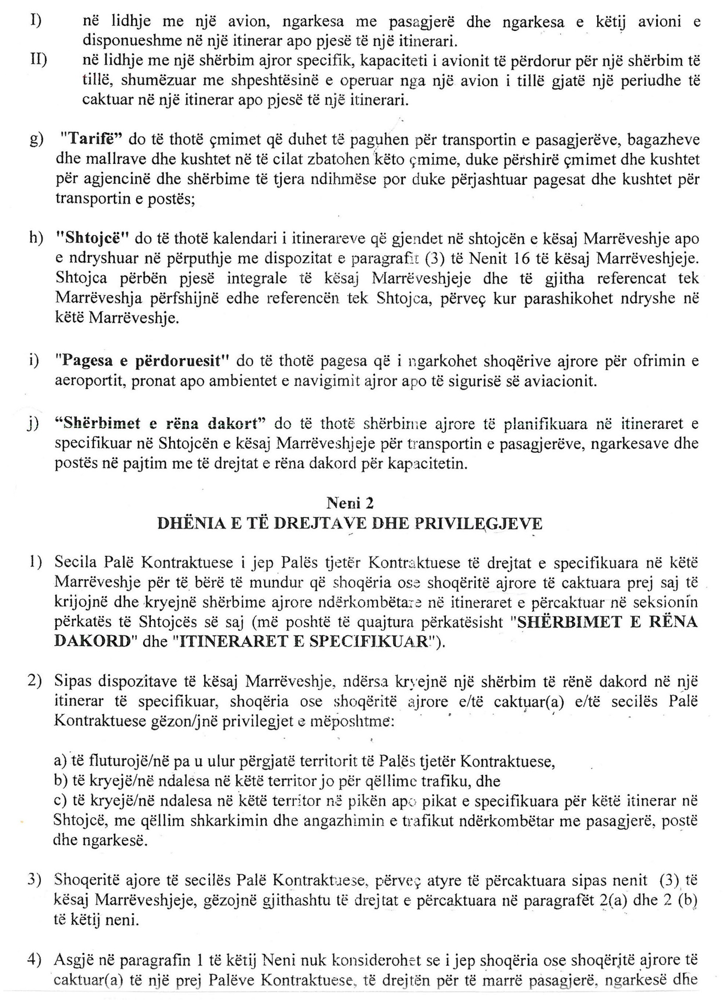 I) në lidhje me një avion, ngarkesa me pasagjerë dhe ngarkesa e këtij avioni e
disponueshme në një itinerar apo pjesë të një itinerari.
II) në lidhje me një shërbim ajror specifik, kapaciteti i avionit të përdorur për një shërbim të
tillë, shumëzuar me shpeshtësinë e operuar nga një avion i tillë gjatë një periudhe të
caktuar në një itinerar apo pjesë të një itinerari.
g) "Tarifë” do të thotë çmimet që duhet të paguhen për transportin e pasagjerëve, bagazheve
dhe mallrave dhe kushtet në të cilat zbatohen këto çmime, duke përshirë çmimet dhe kushtet
për agjencinë dhe shërbime të tjera ndihmëse por duke përjashtuar pagesat dhe kushtet për
transportin e postës;
h) "Shtojcë" do të thotë kalendari i itinerareve që gjendet në shtojcën e kësaj Marrëveshje apo
e ndryshuar në përputhje me dispozitat e paragrafit (3) të Nenit 16 të kësaj Marrëveshjeje.
Shtojca përbën pjesë integrale të kësaj Marrëveshjeje dhe të gjitha referencat tek
Marrëveshja përfshijnë edhe referencën tek Shtojca, përveç kur parashikohet ndryshe në
këtë Marrëveshje.
i) "Pagesa e përdoruesit" do të thotë pagesa që i ngarkohet shoqërive ajrore për ofrimin e
aeroportit, pronat apo ambientet e navigimit ajror apo të sigurisë së aviacionit.
j) “Shërbimet e rëna dakort” do të thotë shërbime ajrore të planifikuara në itineraret e
specifikuar në Shtojcën e kësaj Marrëveshjeje për transportin e pasagjerëve, ngarkesave dhe
postës në pajtim me të drejtat e rëna dakord për kapacitetin.
Neni 2
DHËNIA E TË DREJTAVE DHE PRIVILEGJEVE
1) Secila Palë Kontraktuese i jep Palës tjetër Kontraktuese të drejtat e specifikuara në këtë
Marrëveshje për të bërë të mundur që shoqëria ose shoqëritë ajrore të caktuara prej saj të
krijojnë dhe kryejnë shërbime ajrore ndërkombëtare në itineraret e përcaktuar në seksionin
përkatës të Shtojcës së saj (më poshtë të quajtura përkatësisht "SHËRBIMET E RËNA
DAKORD" dhe "ITINERARET E SPECIFIKUAR").
2) Sipas dispozitave të kësaj Marrëveshje, ndërsa kryejnë një shërbim të rënë dakord në një
itinerar të specifikuar, shoqëria ose shoqëritë ajrore e/të caktuar(a) e/të secilës Palë
Kontraktuese gëzon/jnë privilegjet e mëposhtme:
a) të fluturojë/në pa u ulur përgjatë territorit të Palës tjetër Kontraktuese,
b) të kryejë/në ndalesa në këtë territor jo për qëllime trafiku, dhe
c) të kryejë/në ndalesa në këtë territor në pikën apo pikat e specifikuara për këtë itinerar në
Shtojcë, me qëllim shkarkimin dhe angazhimin e trafikut ndërkombëtar me pasagjerë, postë
dhe ngarkesë.
3) Shoqeritë ajore të secilës Palë Kontraktuese, përveç atyre të përcaktuara sipas nenit (3) të
kësaj Marrëveshjeje, gëzojnë gjithashtu të drejtat e përcaktuara në paragrafët 2(a) dhe 2 (b)
të këtij neni.
4) Asgjë në paragrafin 1 të këtij Neni nuk konsiderohet se i jep shoqëria ose shoqëritë ajrore të
caktuar(a) të një prej Palëve Kontraktuese, të drejtën për të marrë pasagjerë, ngarkesë dhe